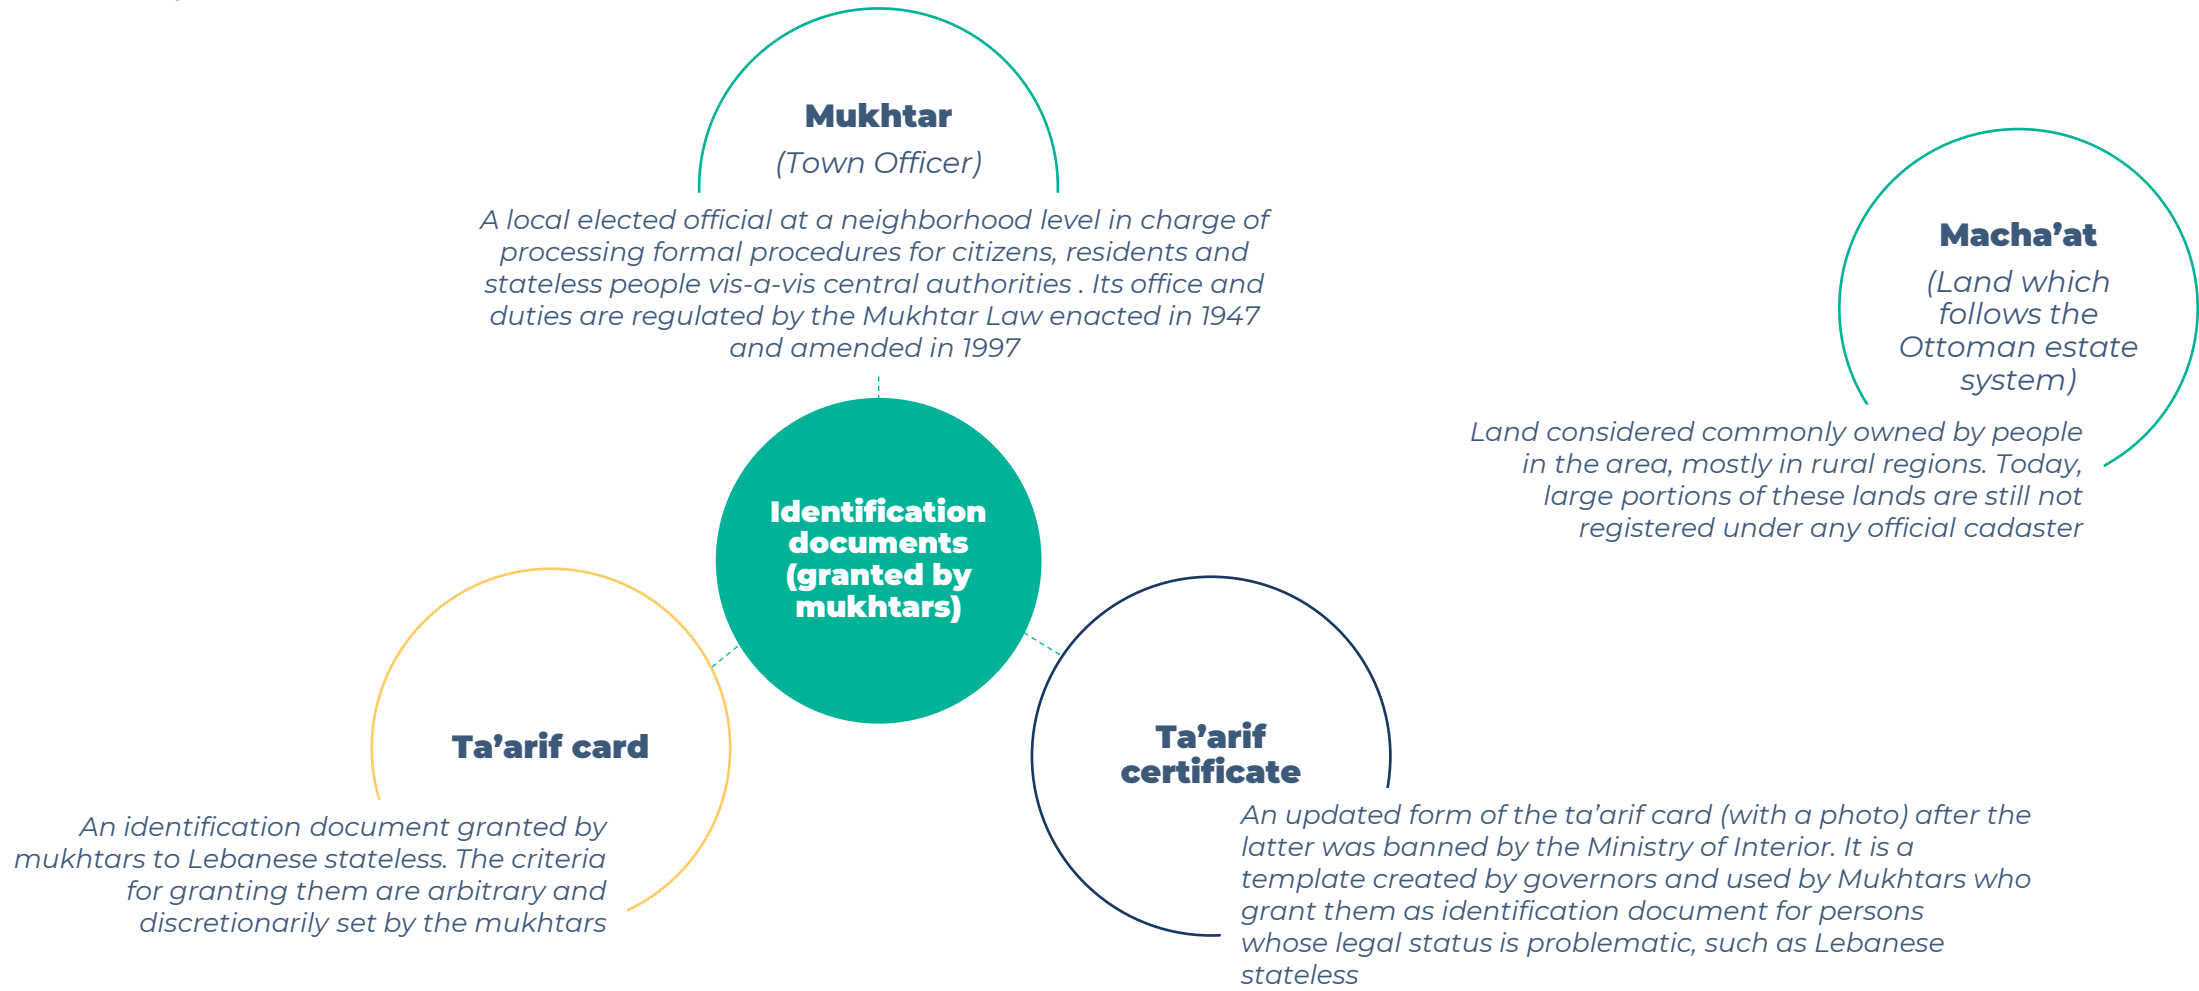 Mukhtar
(Town Officer)
A local elected official at a neighborhood level in charge of
processing formal procedures for citizens, residents and
stateless people vis-a-vis central authorities . Its office and
duties are regulated by the Mukhtar Law enacted in 1947
and amended in 1997
Macha’at
(Land which
follows the
Ottoman estate
system)
Land considered commonly owned by people
in the area, mostly in rural regions. Today,
large portions of these lands are still not
registered under any official cadaster
Identification
documents
(granted by
mukhtars)
Ta’arif card
An identification document granted by
mukhtars to Lebanese stateless. The criteria
for granting them are arbitrary and
discretionarily set by the mukhtars
Ta’arif
certificate
An updated form of the ta’arif card (with a photo) after the
latter was banned by the Ministry of Interior. It is a
template created by governors and used by Mukhtars who
grant them as identification document for persons
whose legal status is problematic, such as Lebanese
stateless